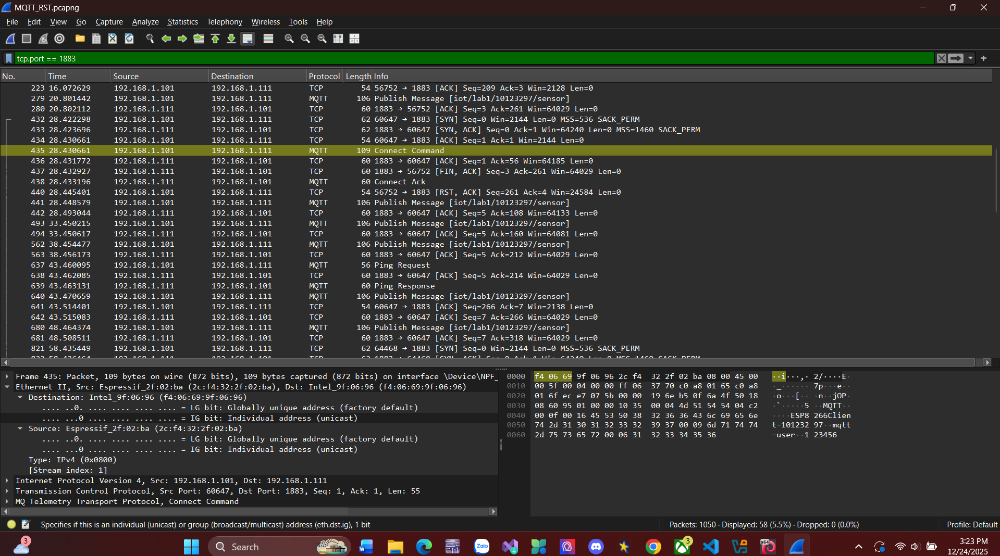 MQTT_RST.pcapng
File Edit View Go Capture Analyze Statistics Telephony Wireless Tools Help
tcp.port == 1883
No. Time Source Destination Protocol Length Info
223 16.072629 192.168.1.101 192.168.1.111 TCP 54 56752 → 1883 [ACK] Seq=209 Ack=3 Win=2128 Len=0
279 20.801442 192.168.1.101 192.168.1.111 MQTT 106 Publish Message [iot/lab1/10123297/sensor]
280 20.802112 192.168.1.111 192.168.1.101 TCP 60 1883 → 56752 [ACK] Seq=3 Ack=261 Win=64029 Len=0
432 28.422298 192.168.1.101 192.168.1.111 TCP 62 60647 → 1883 [SYN] Seq=0 Win=2144 Len=0 MSS=536 SACK_PERM
433 28.423696 192.168.1.111 192.168.1.101 TCP 62 1883 → 60647 [SYN, ACK] Seq=0 Ack=1 Win=64240 Len=0 MSS=1460 SACK_PERM
434 28.430661 192.168.1.101 192.168.1.111 TCP 54 60647 → 1883 [ACK] Seq=1 Ack=1 Win=2144 Len=0
435 28.430661 192.168.1.101 192.168.1.111 MQTT 109 Connect Command
436 28.431772 192.168.1.111 192.168.1.101 TCP 60 1883 → 60647 [ACK] Seq=1 Ack=56 Win=64185 Len=0
437 28.432927 192.168.1.111 192.168.1.101 TCP 60 1883 → 56752 [FIN, ACK] Seq=3 Ack=261 Win=64029 Len=0
438 28.433196 192.168.1.111 192.168.1.101 MQTT 60 Connect Ack
440 28.445401 192.168.1.101 192.168.1.111 TCP 54 56752 → 1883 [RST, ACK] Seq=261 Ack=4 Win=24584 Len=0
441 28.448579 192.168.1.101 192.168.1.111 MQTT 106 Publish Message [iot/lab1/10123297/sensor]
442 28.493044 192.168.1.111 192.168.1.101 TCP 60 1883 → 60647 [ACK] Seq=5 Ack=108 Win=64133 Len=0
493 33.450215 192.168.1.101 192.168.1.111 MQTT 106 Publish Message [iot/lab1/10123297/sensor]
494 33.450617 192.168.1.111 192.168.1.101 TCP 60 1883 → 60647 [ACK] Seq=5 Ack=160 Win=64081 Len=0
562 38.454477 192.168.1.101 192.168.1.111 MQTT 106 Publish Message [iot/lab1/10123297/sensor]
563 38.456173 192.168.1.111 192.168.1.101 TCP 60 1883 → 60647 [ACK] Seq=5 Ack=212 Win=64029 Len=0
637 43.460095 192.168.1.101 192.168.1.111 MQTT 56 Ping Request
638 43.462085 192.168.1.111 192.168.1.101 TCP 60 1883 → 60647 [ACK] Seq=5 Ack=214 Win=64029 Len=0
639 43.463131 192.168.1.111 192.168.1.101 MQTT 60 Ping Response
640 43.470659 192.168.1.101 192.168.1.111 MQTT 106 Publish Message [iot/lab1/10123297/sensor]
641 43.514401 192.168.1.101 192.168.1.111 TCP 54 60647 → 1883 [ACK] Seq=266 Ack=7 Win=2138 Len=0
642 43.515083 192.168.1.111 192.168.1.101 TCP 60 1883 → 60647 [ACK] Seq=7 Ack=266 Win=64029 Len=0
680 48.464374 192.168.1.101 192.168.1.111 MQTT 106 Publish Message [iot/lab1/10123297/sensor]
681 48.508511 192.168.1.111 192.168.1.101 TCP 60 1883 → 60647 [ACK] Seq=7 Ack=318 Win=64029 Len=0
821 58.435449 192.168.1.101 192.168.1.111 TCP 62 64468 → 1883 [SYN] Seq=0 Win=2144 Len=0 MSS=536 SACK_PERM
Frame 435: Packet, 109 bytes on wire (872 bits), 109 bytes captured (872 bits) on interface \Device\NPF_
Ethernet II, Src: Espressif_2f:02:ba (2c:f4:32:2f:02:ba), Dst: Intel_9f:06:96 (f4:06:69:9f:06:96)
Destination: Intel_9f:06:96 (f4:06:69:9f:06:96)
.... ..0. .... .... .... .... = LG bit: Globally unique address (factory default)
.... ...0 .... .... .... .... = IG bit: Individual address (unicast)
Source: Espressif_2f:02:ba (2c:f4:32:2f:02:ba)
.... ..0. .... .... .... .... = LG bit: Globally unique address (factory default)
.... ...0 .... .... .... .... = IG bit: Individual address (unicast)
Type: IPv4 (0x0800)
[Stream index: 1]
Internet Protocol Version 4, Src: 192.168.1.101, Dst: 192.168.1.111
Transmission Control Protocol, Src Port: 60647, Dst Port: 1883, Seq: 1, Ack: 1, Len: 55
MQ Telemetry Transport Protocol, Connect Command
0000 f4 06 69 9f 06 96 2c f4 32 2f 02 ba 08 00 45 00 ··i···,· 2/····E·
0010 00 5f 00 04 00 00 ff 06 37 70 c0 a8 01 65 c0 a8 ·_······ 7p···e··
0020 01 6f ec e7 07 5b 00 00 19 6e b5 0f 6a 4f 50 18 ·o···[·· ·n··jOP·
0030 08 60 95 01 00 00 10 35 00 04 4d 51 54 54 04 c2 ·`·····5 ··MQTT··
0040 00 0f 00 16 45 53 50 38 32 36 36 43 6c 69 65 6e ····ESP8 266Clien
0050 74 2d 31 30 31 32 33 32 39 37 00 09 6d 71 74 74 t-101232 97··mqtt
0060 2d 75 73 65 72 00 06 31 32 33 34 35 36 -user··1 23456
Specifies if this is an individual (unicast) or group (broadcast/multicast) address (eth.dst.ig), 1 bit
Packets: 1050 · Displayed: 58 (5.5%) · Dropped: 0 (0.0%)
Profile: Default
3
Search
Zalo
3
x64
3:23 PM
12/24/2025